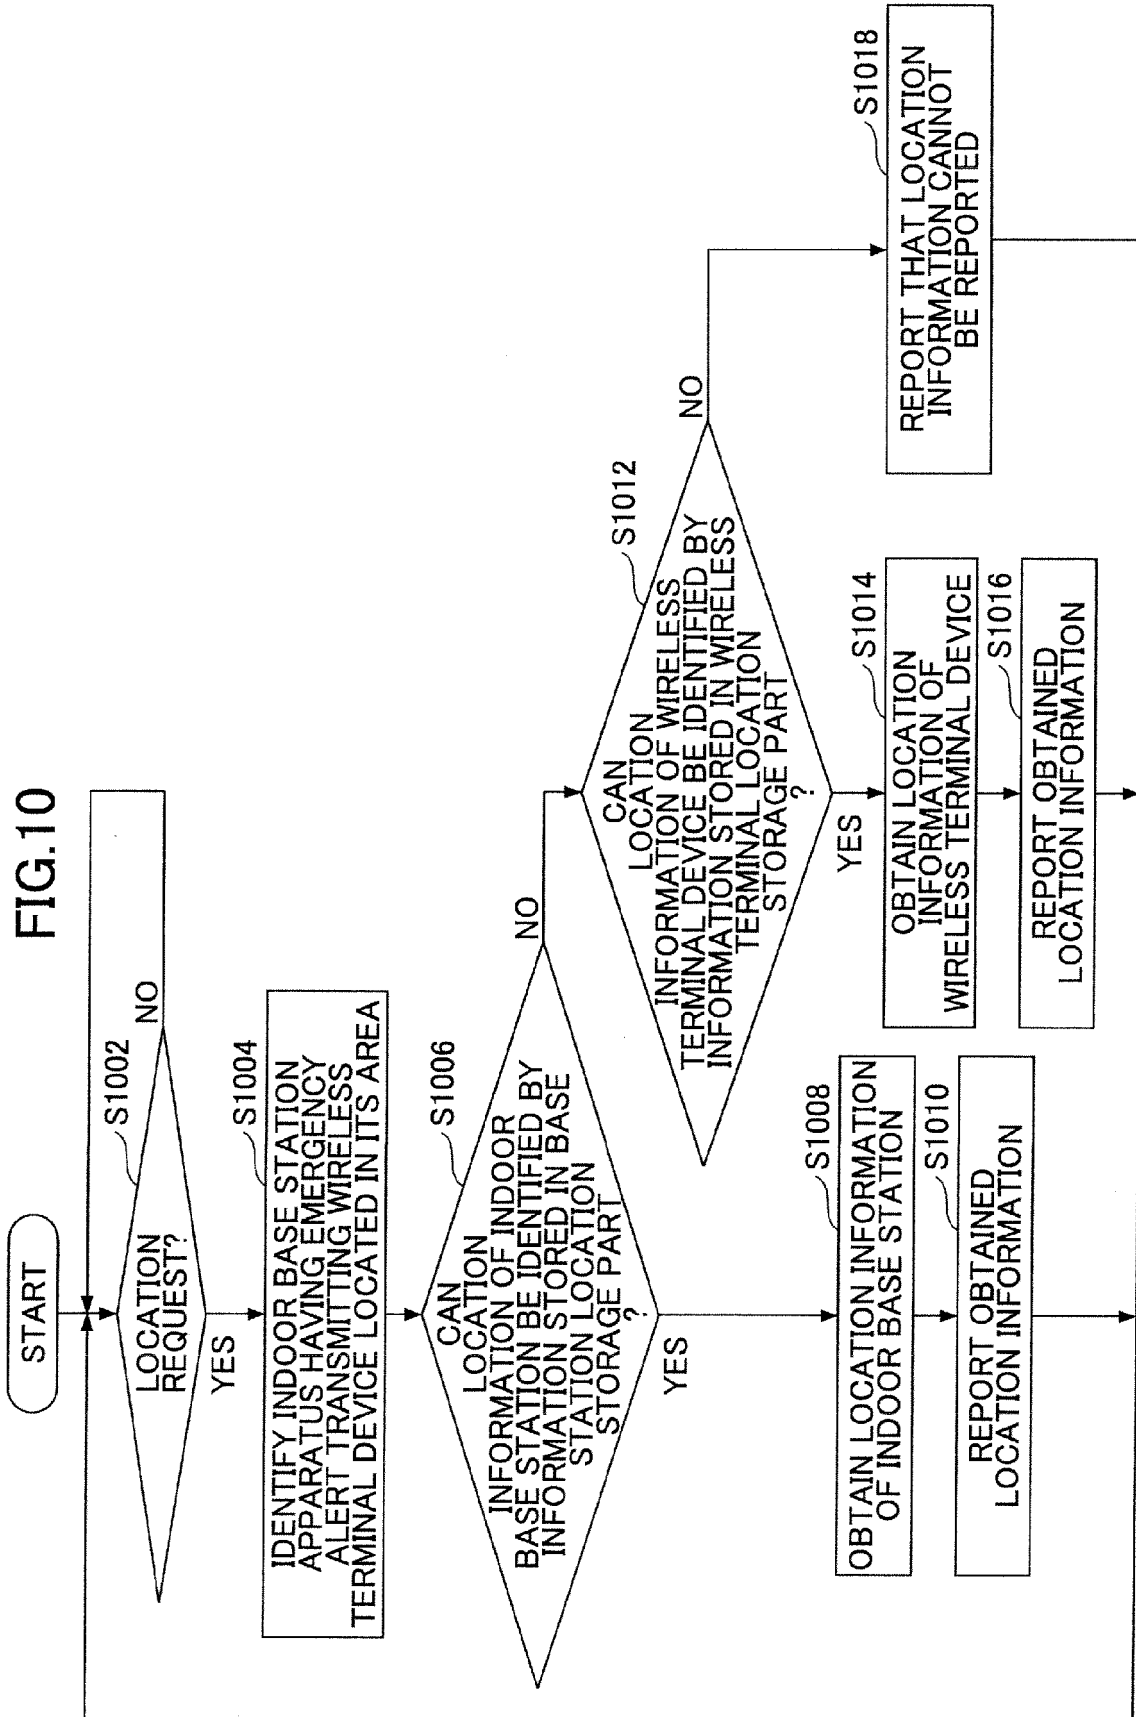 FIG.10
START
LOCATION
REQUEST?
S1002
NO
YES
IDENTIFY INDOOR BASE STATION
APPARATUS HAVING EMERGENCY
ALERT TRANSMITTING WIRELESS
TERMINAL DEVICE LOCATED IN ITS AREA
S1004
CAN
LOCATION
INFORMATION OF INDOOR
BASE STATION BE IDENTIFIED BY
INFORMATION STORED IN BASE
STATION LOCATION
STORAGE PART
?
S1006
NO
YES
OBTAIN LOCATION INFORMATION
OF INDOOR BASE STATION
S1008
REPORT OBTAINED
LOCATION INFORMATION
S1010
CAN
LOCATION
INFORMATION OF WIRELESS
TERMINAL DEVICE BE IDENTIFIED BY
INFORMATION STORED IN WIRELESS
TERMINAL LOCATION
STORAGE PART
?
S1012
NO
YES
OBTAIN LOCATION
INFORMATION OF
WIRELESS TERMINAL DEVICE
S1014
REPORT OBTAINED
LOCATION INFORMATION
S1016
REPORT THAT LOCATION
INFORMATION CANNOT
BE REPORTED
S1018